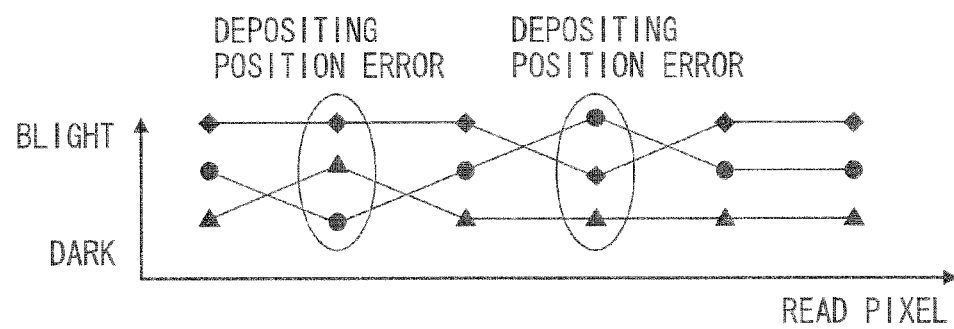 DEPOSITING
POSITION ERROR
DEPOSITING
POSITION ERROR
BLIGHT
DARK
READ PIXEL